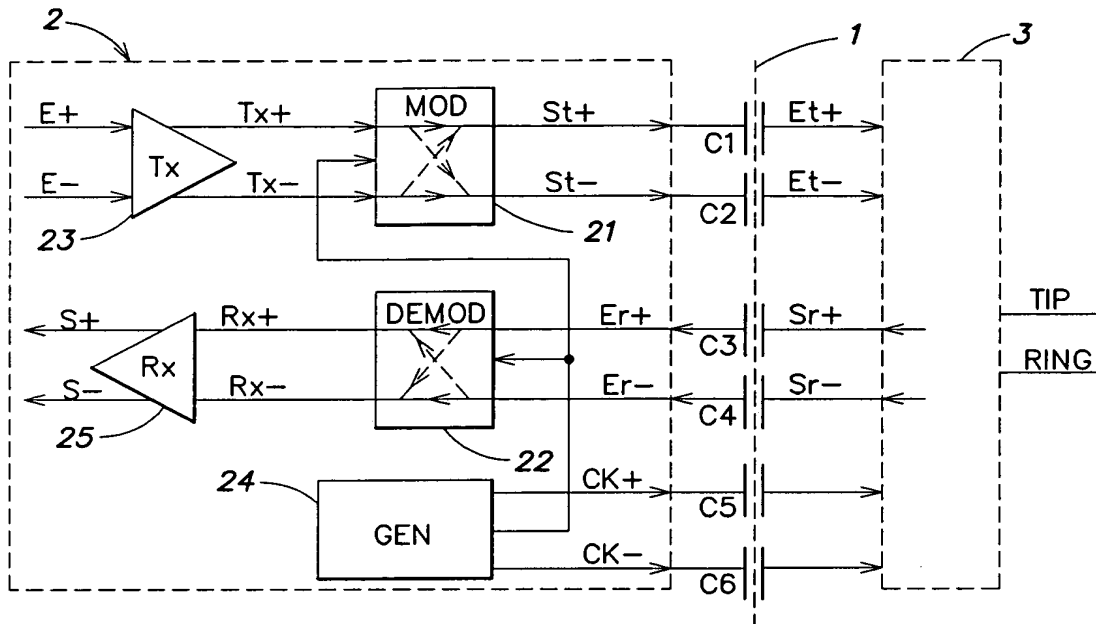 2 1 3
E+ Tx+ MOD St+ Et+
Tx C1
E- Tx- St- Et-
23 21 C2
S+ Rx+ DEMOD Er+ Sr+ TIP
Rx C3
S- Rx- Er- Sr- RING
25 22 C4
24 CK+
GEN C5
CK-
C6